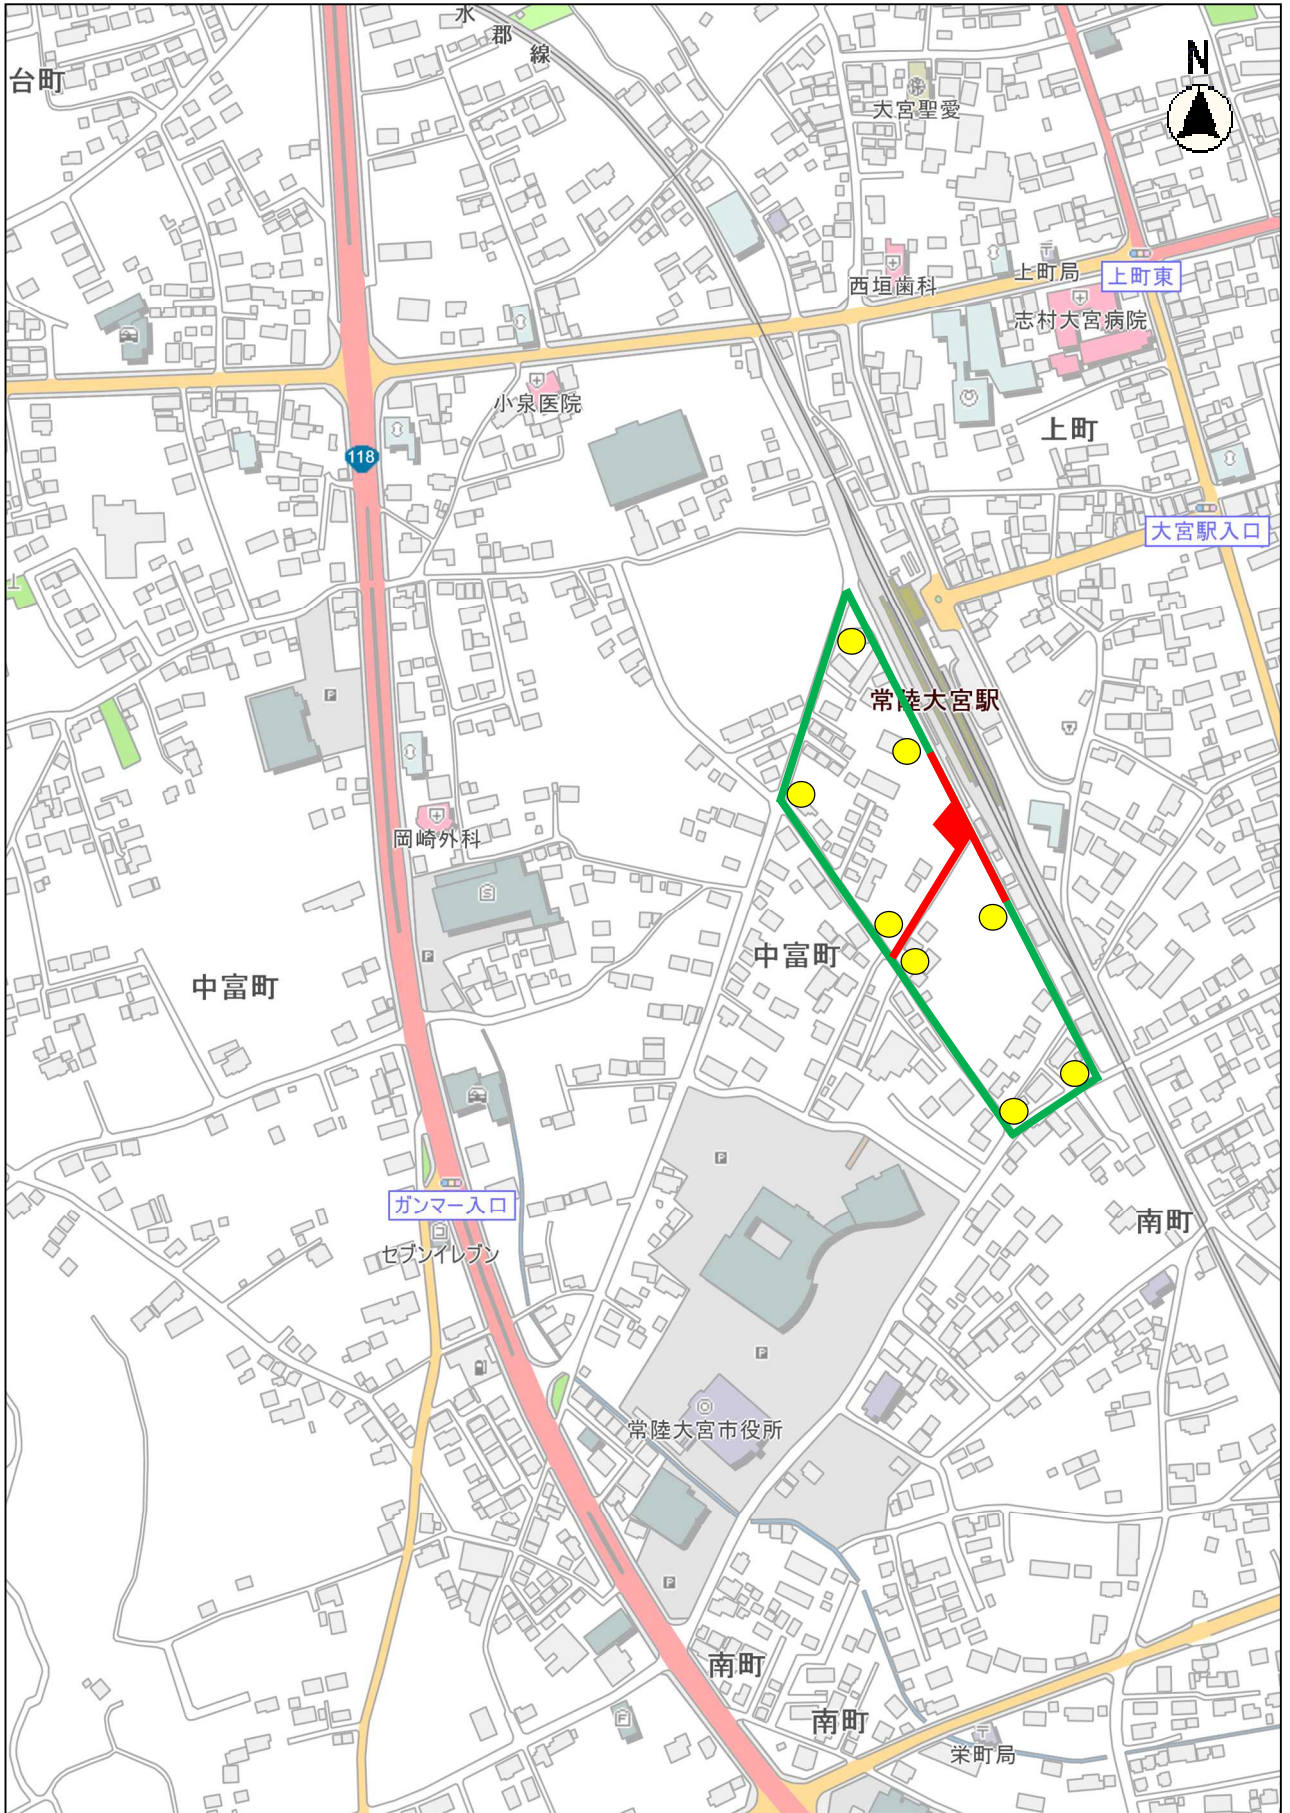 水
郡
線
台町
N
大宮聖愛
西垣歯科
上町局
上町東
志村大宮病院
小泉医院
上町
118
大宮駅入口
P
常陸大宮駅
岡崎外科
S
P
中富町
中富町
P
ガンマー入口
セブンイレブン
南町
P
常陸大宮市役所
P
南町
F
南町
栄町局